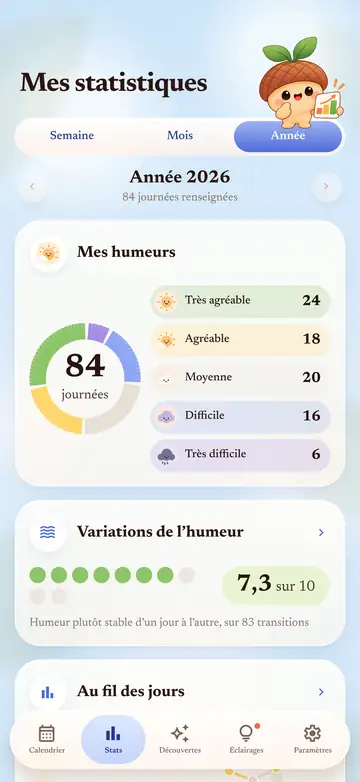 Mes statistiques
Semaine
Mois
Année
Année 2026
84 journées renseignées
Mes humeurs
84
journées
Très agréable
24
Agréable
18
Moyenne
20
Difficile
16
Très difficile
6
Variations de l'humeur
7,3 sur 10
Humeur plutôt stable d'un jour à l'autre, sur 83 transitions
Au fil des jours
Calendrier
Stats
Découvertes
Éclairages
Paramètres